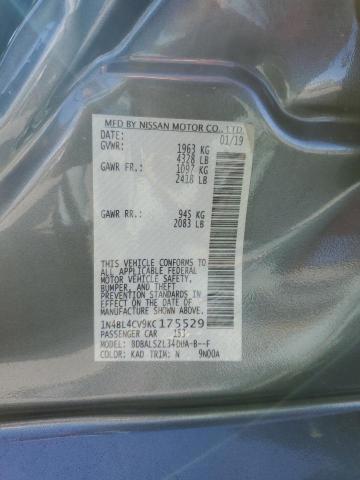 MFD BY NISSAN MOTOR CO., LTD.
DATE: 01/19
GVWR: 1963 KG
4328 LB
GAWR FR.: 1097 KG
2418 LB
GAWR RR.: 945 KG
2083 LB
THIS VEHICLE CONFORMS TO
ALL APPLICABLE FEDERAL
MOTOR VEHICLE SAFETY,
BUMPER, AND THEFT
PREVENTION STANDARDS IN
EFFECT ON THE DATE OF
MANUFACTURE SHOWN ABOVE.
1N4BL4CV9KC175529
PASSENGER CAR 153
MODEL: BDBALSZL34DUA-B--F
COLOR: KAD TRIM: N 9N00A